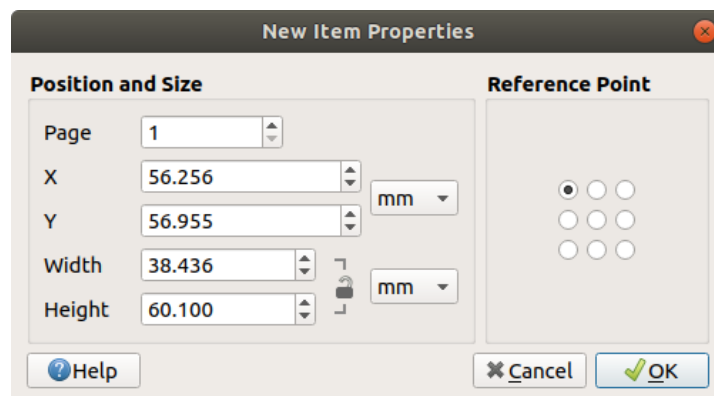 New Item Properties
Position and Size
Reference Point
Page 1
X 56.256
mm
Y 56.955
Width 38.436
mm
Height 60.100
Help
Cancel
OK